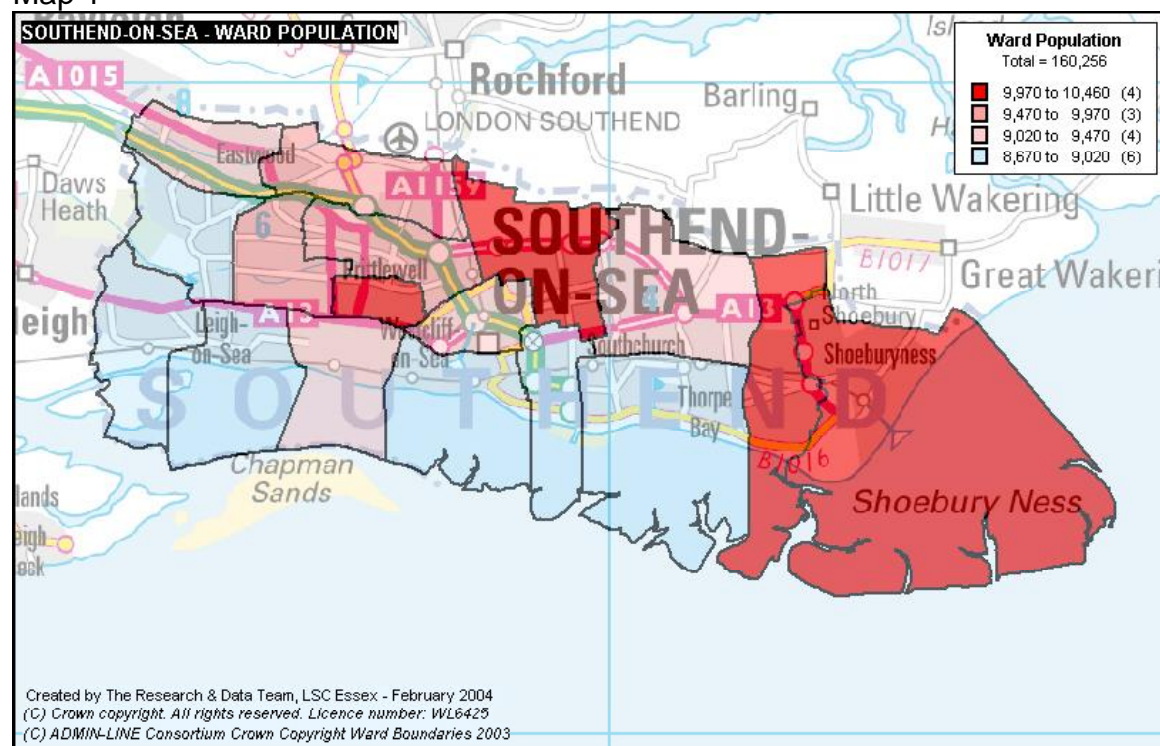 SOUTHEND-ON-SEA - WARD POPULATION
Ward Population
Total = 160,256
9,970 to 10,460 (4)
9,470 to 9,970 (3)
9,020 to 9,470 (4)
8,670 to 9,020 (6)
A1015
8
Rochford
Barling
LONDON SOUTHEND
Eastwood
A1159
Daws
Heath
Little Wakering
6
SOUTHEND-
ON-SEA
Prittlewell
B1017
Great Wakeri
4
A13
A13
North
Shoebury
eigh
Leigh-
on-Sea
Westcliff-
on-Sea
Southchurch
Shoeburyness
SOUTHEND
Thorpe
Bay
B1016
Chapman
Sands
Shoebury Ness
lands
eigh
ock
Created by The Research & Data Team, LSC Essex - February 2004
(C) Crown copyright. All rights reserved. Licence number: WL6425
(C) ADMIN-LINE Consortium Crown Copyright Ward Boundaries 2003